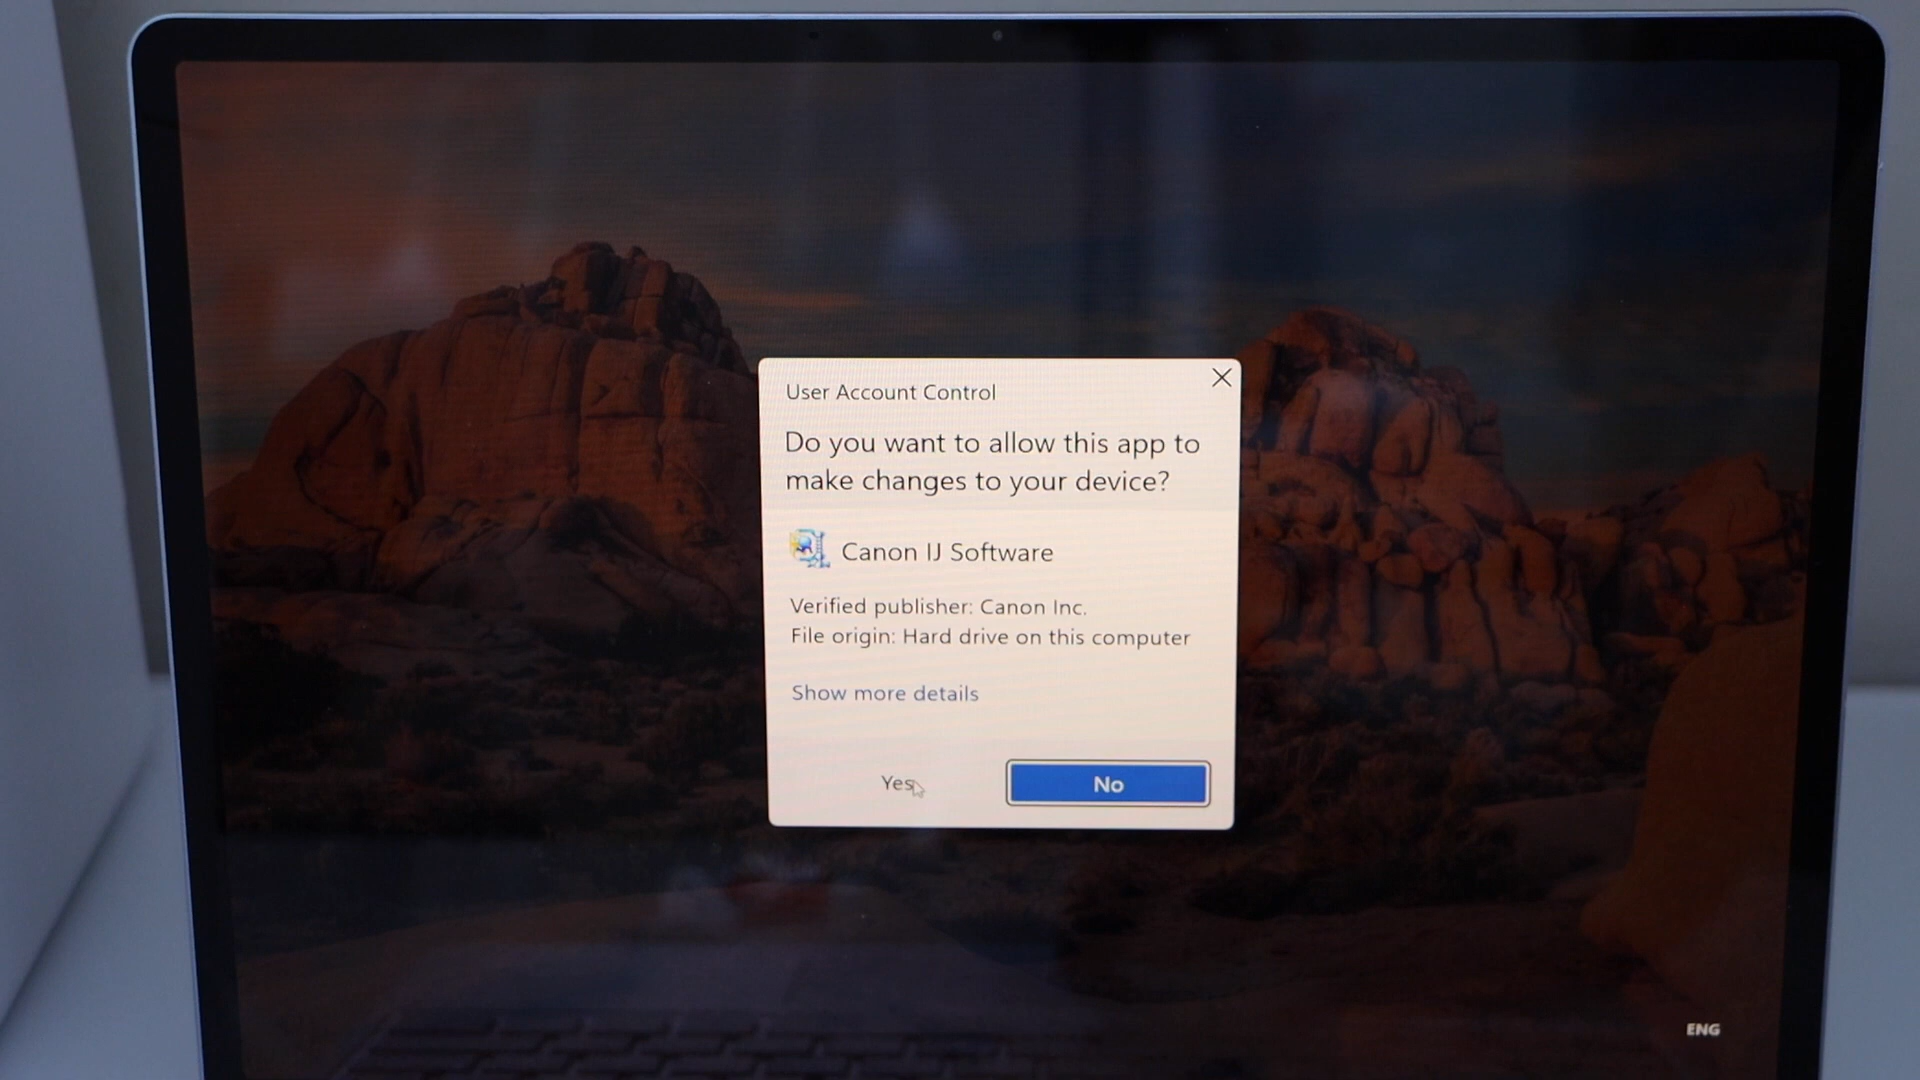 User Account Control
Do you want to allow this app to
make changes to your device?
Canon IJ Software
Verified publisher: Canon Inc.
File origin: Hard drive on this computer
Show more details
Yes
No
ENG